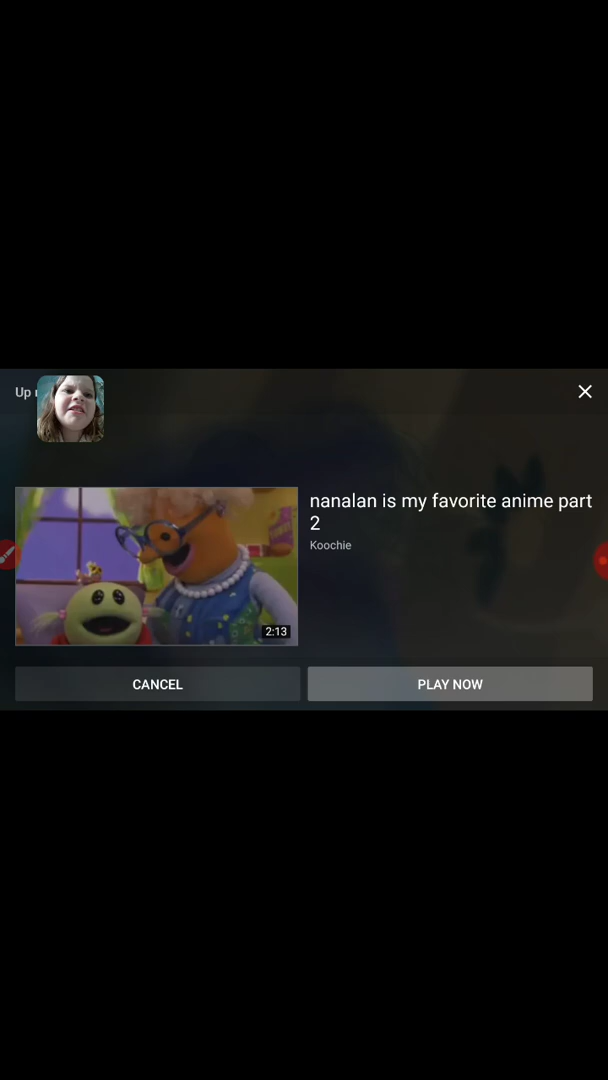 Up
nanalan is my favorite anime part
2
Koochie
2:13
CANCEL
PLAY NOW